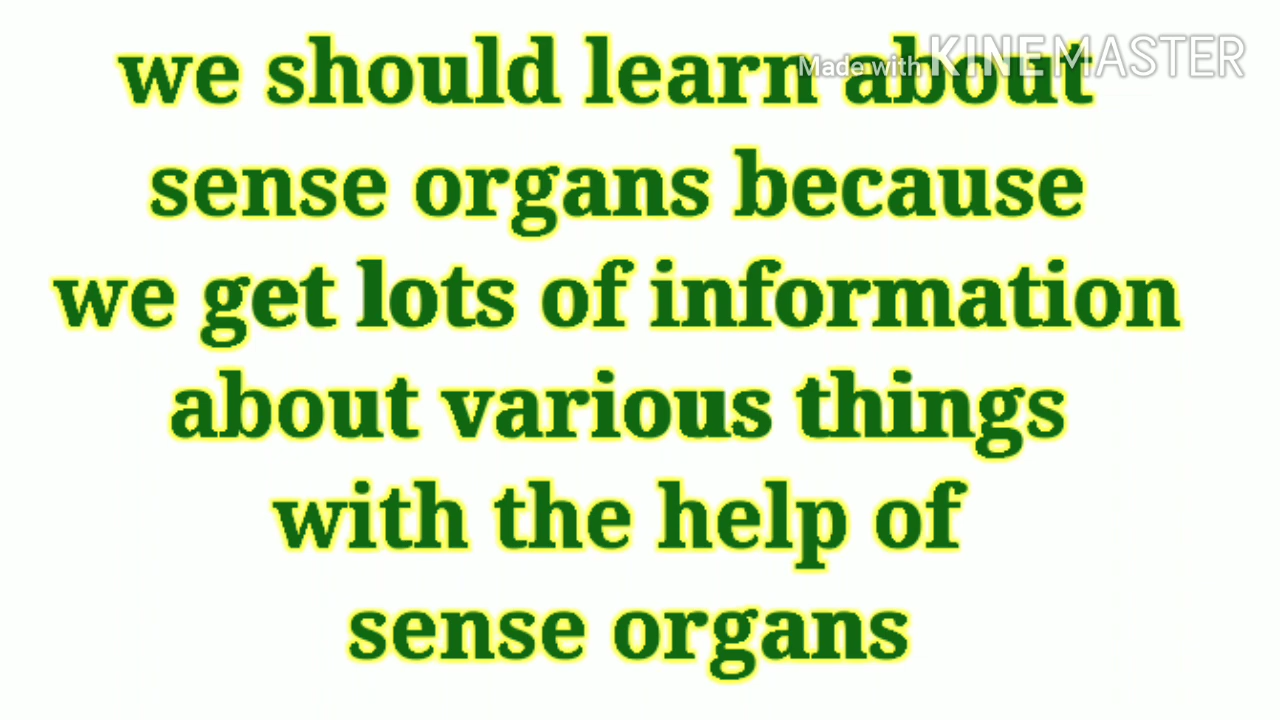 Made with KINEMASTER
we should learn about
sense organs because
we get lots of information
about various things
with the help of
sense organs